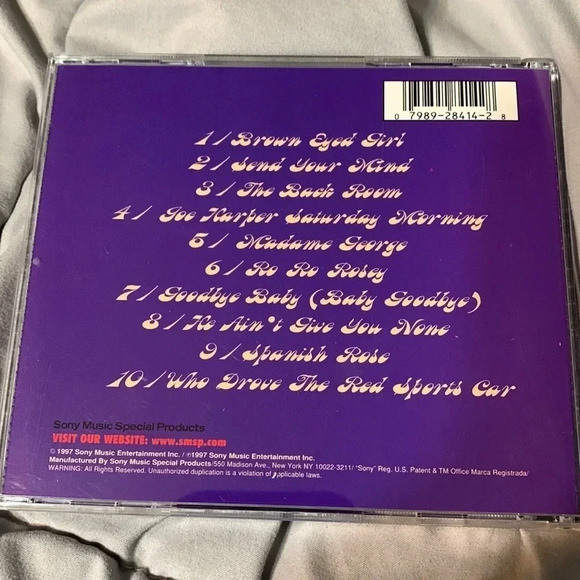 0 7989-28414-2 8
1 / Brown Eyed Girl
2 / Send Your Mind
3 / The Back Room
4 / Joe Harper Saturday Morning
5 / Madame George
6 / Ro Ro Rosey
7 / Goodbye Baby (Baby Goodbye)
8 / He Ain't Give You None
9 / Spanish Rose
10 / Who Drove The Red Sports Car
Sony Music Special Products
VISIT OUR WEBSITE: www.smsp.com
© 1997 Sony Music Entertainment Inc. / ℗1997 Sony Music Entertainment Inc.
Manufactured By Sony Music Special Products/550 Madison Ave., New York NY 10022-3211/ "Sony" Reg. U.S. Patent & TM Office Marca Registrada/
WARNING: All Rights Reserved. Unauthorized duplication is a violation of applicable laws.